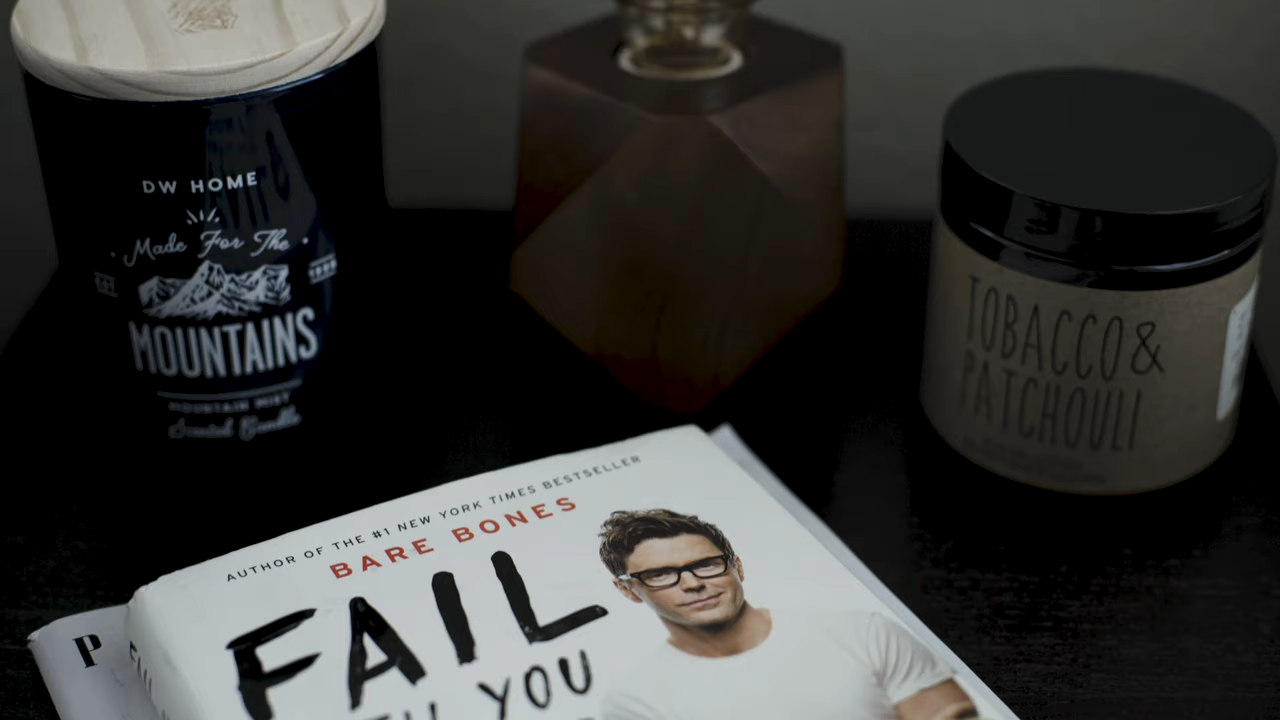 DW HOME
Made For The
MOUNTAINS
MOUNTAIN MIST
Scented Candle
TOBACCO &
PATCHOULI
AUTHOR OF THE #1 NEW YORK TIMES BESTSELLER
BARE BONES
FAIL
YOU
P
FAIL